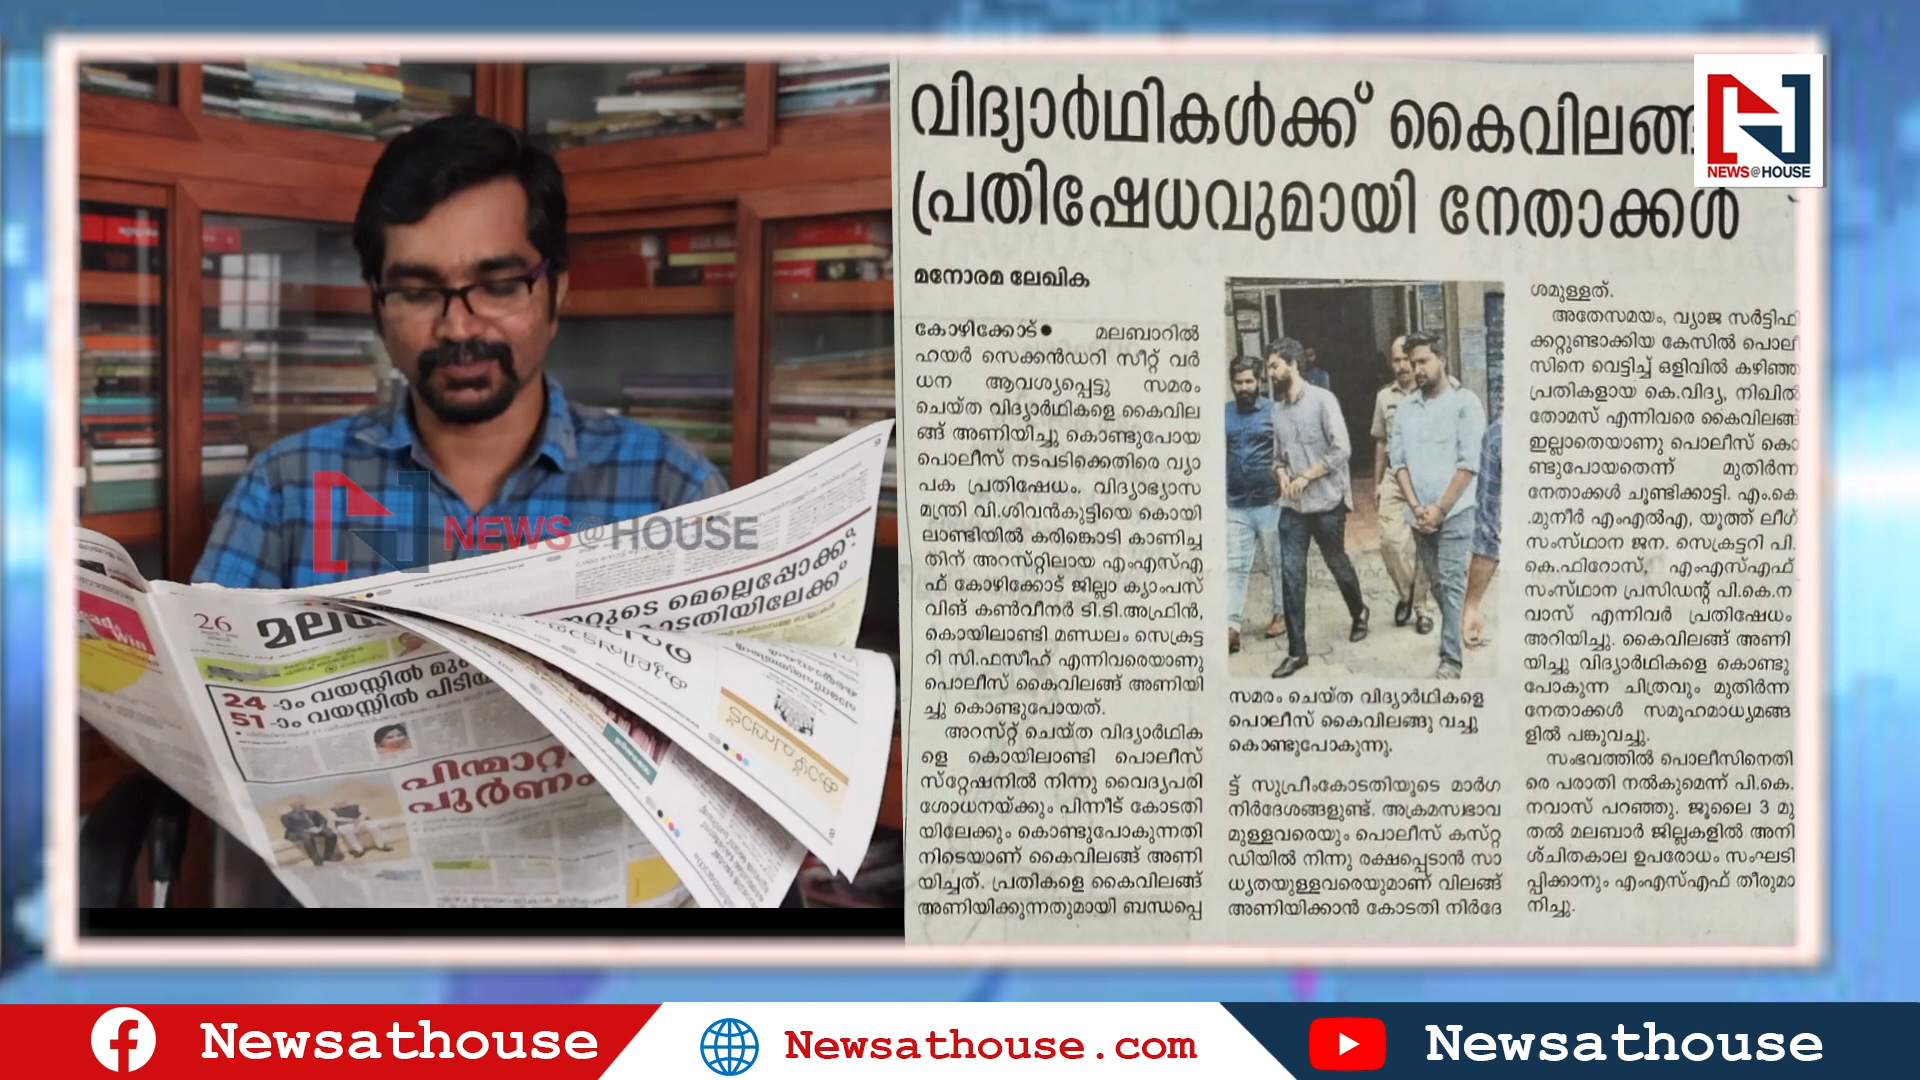 വിദ്യാർഥികൾക്ക് കൈവിലങ്ങ്
പ്രതിഷേധവുമായി നേതാക്കൾ
മനോരമ ലേഖിക
കോഴിക്കോട്● മലബാറിൽ
ഹയർ സെക്കൻഡറി സീറ്റ് വർ
ധന ആവശ്യപ്പെട്ടു സമരം
ചെയ്ത വിദ്യാർഥികളെ കൈവില
ങ്ങ് അണിയിച്ചു കൊണ്ടുപോയ
പൊലീസ് നടപടിക്കെതിരെ വ്യാ
പക പ്രതിഷേധം. വിദ്യാഭ്യാസ
മന്ത്രി വി.ശിവൻകുട്ടിയെ കൊയി
ലാണ്ടിയിൽ കരിങ്കൊടി കാണിച്ച
തിന് അറസ്റ്റിലായ എംഎസ്എ
ഫ് കോഴിക്കോട് ജില്ലാ ക്യാംപസ്
വിങ് കൺവീനർ ടി.ടി.അഫ്രിൻ,
കൊയിലാണ്ടി മണ്ഡലം സെക്രട്ട
റി സി.ഫസീഹ് എന്നിവരെയാണു
പൊലീസ് കൈവിലങ്ങ് അണിയി
ച്ചു കൊണ്ടുപോയത്.
അറസ്റ്റ് ചെയ്ത വിദ്യാർഥിക
ളെ കൊയിലാണ്ടി പൊലീസ്
സ്റ്റേഷനിൽ നിന്നു വൈദ്യപരി
ശോധനയ്ക്കും പിന്നീട് കോടതി
യിലേക്കും കൊണ്ടുപോകുന്നതി
നിടെയാണ് കൈവിലങ്ങ് അണി
യിച്ചത്. പ്രതികളെ കൈവിലങ്ങ്
അണിയിക്കുന്നതുമായി ബന്ധപ്പെ
സമരം ചെയ്ത വിദ്യാർഥികളെ
പൊലീസ് കൈവിലങ്ങു വച്ചു
കൊണ്ടുപോകുന്നു.
ട്ട് സുപ്രീംകോടതിയുടെ മാർഗ
നിർദേശങ്ങളുണ്ട്. അക്രമസ്വഭാവ
മുള്ളവരെയും പൊലീസ് കസ്റ്റ
ഡിയിൽ നിന്നു രക്ഷപ്പെടാൻ സാ
ധ്യതയുള്ളവരെയുമാണ് വിലങ്ങ്
അണിയിക്കാൻ കോടതി നിർദേ
ശമുള്ളത്.
അതേസമയം, വ്യാജ സർട്ടിഫി
ക്കറ്റുണ്ടാക്കിയ കേസിൽ പൊലീ
സിനെ വെട്ടിച്ച് ഒളിവിൽ കഴിഞ്ഞ
പ്രതികളായ കെ.വിദ്യ, നിഖിൽ
തോമസ് എന്നിവരെ കൈവിലങ്ങ്
ഇല്ലാതെയാണു പൊലീസ് കൊ
ണ്ടുപോയതെന്ന് മുതിർന്ന
നേതാക്കൾ ചൂണ്ടിക്കാട്ടി. എം.കെ
.മുനീർ എംഎൽഎ, യൂത്ത് ലീഗ്
സംസ്ഥാന ജന. സെക്രട്ടറി പി.
കെ.ഫിറോസ്, എംഎസ്എഫ്
സംസ്ഥാന പ്രസിഡന്റ് പി.കെ.ന
വാസ് എന്നിവർ പ്രതിഷേധം
അറിയിച്ചു. കൈവിലങ്ങ് അണി
യിച്ചു വിദ്യാർഥികളെ കൊണ്ടു
പോകുന്ന ചിത്രവും മുതിർന്ന
നേതാക്കൾ സമൂഹമാധ്യമങ്ങ
ളിൽ പങ്കുവച്ചു.
സംഭവത്തിൽ പൊലീസിനെതി
രെ പരാതി നൽകുമെന്ന് പി.കെ.
നവാസ് പറഞ്ഞു. ജൂലൈ 3 മു
തൽ മലബാർ ജില്ലകളിൽ അനി
ശ്ചിതകാല ഉപരോധം സംഘടി
പ്പിക്കാനും എംഎസ്എഫ് തീരുമാ
നിച്ചു.
NEWS@HOUSE
NEWS@HOUSE
മെല്ലെപ്പോക്ക്:
26
24-ാം വയസ്സിൽ
51-ാം വയസ്സിൽ
പിന്മാറ്റ
പൂർണം
Newsathouse
Newsathouse.com
Newsathouse